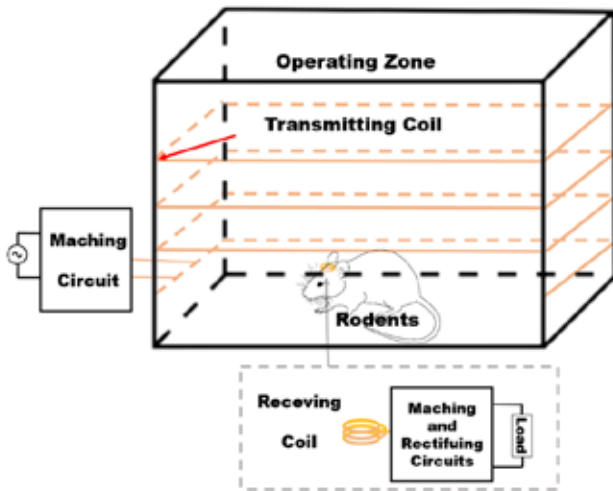 Operating Zone
Transmitting Coil
Maching
Circuit
Rodents
Receving
Coil
Maching
and
Rectifuing
Circuits
Load